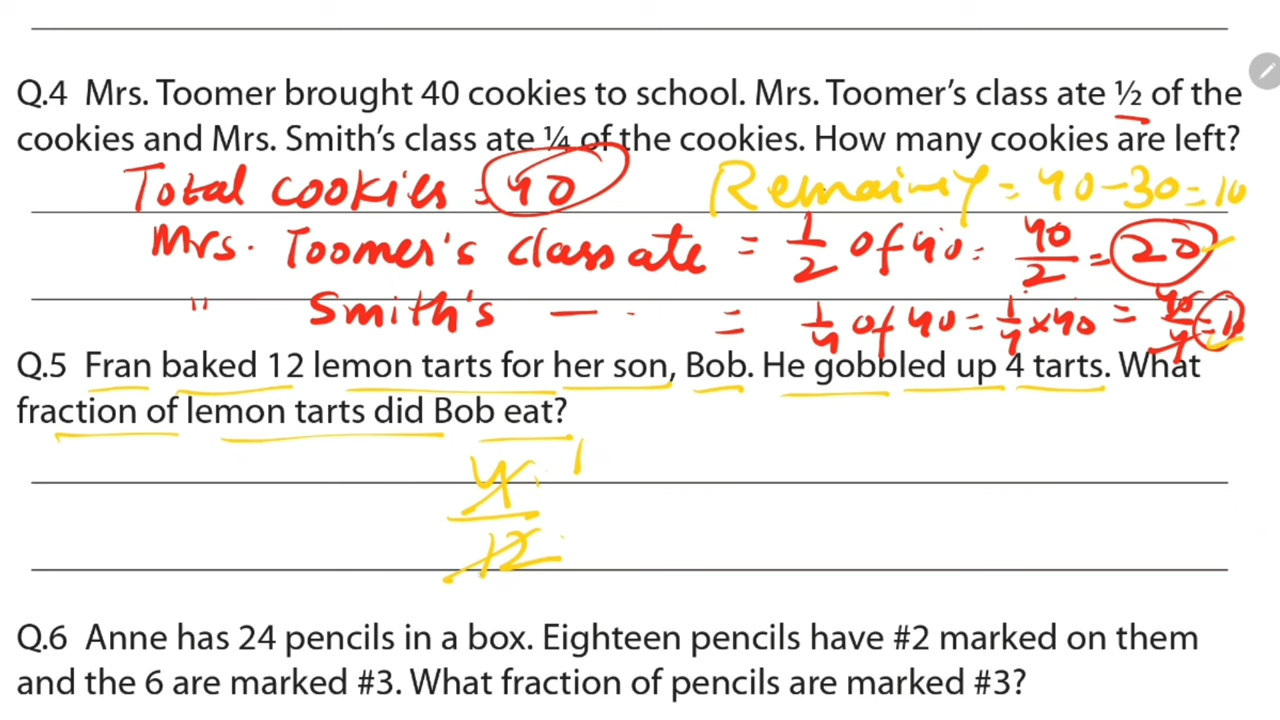 Q.4 Mrs. Toomer brought 40 cookies to school. Mrs. Toomer's class ate ½ of the
cookies and Mrs. Smith's class ate ¼ of the cookies. How many cookies are left?
Total cookies = 40 Remaining = 40-30=10
Mrs. Toomer's class ate = 1/2 of 40 = 40/2 = 20
" Smith's — = 1/4 of 40 = 1/4 x 40 = 40/4 = 10
Q.5 Fran baked 12 lemon tarts for her son, Bob. He gobbled up 4 tarts. What
fraction of lemon tarts did Bob eat?
4 1
12
Q.6 Anne has 24 pencils in a box. Eighteen pencils have #2 marked on them
and the 6 are marked #3. What fraction of pencils are marked #3?